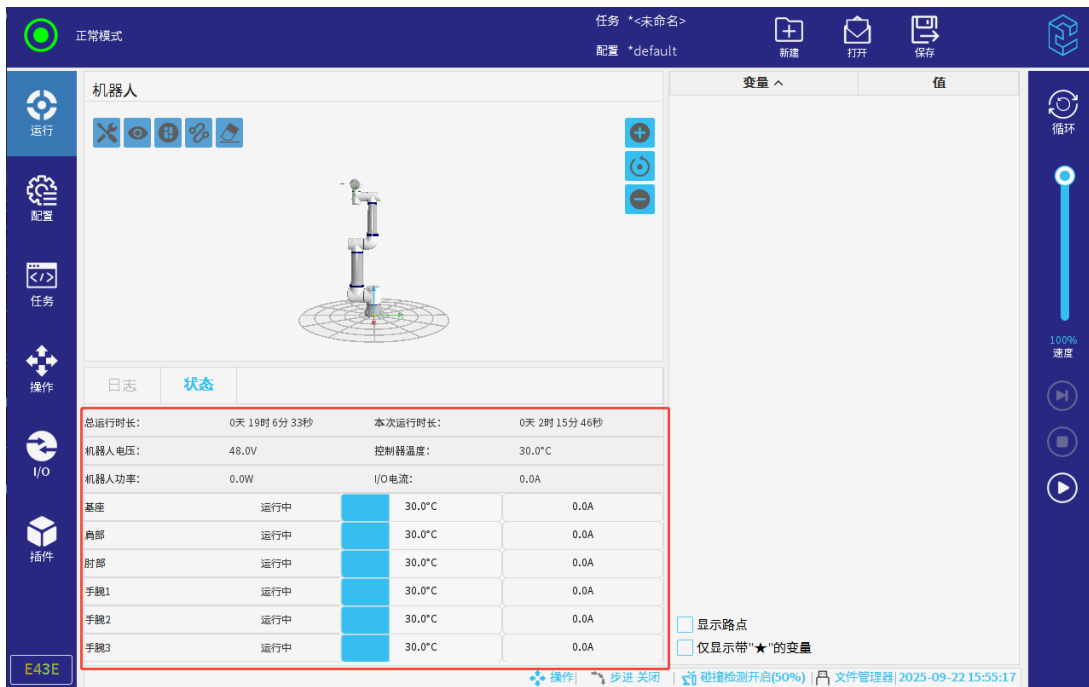 任务 *<未命名>
正常模式
配置 *default
新建
打开
保存
运行
配置
任务
操作
I/O
插件
E43E
机器人
变量
值
循环
100%
速度
日志
状态
总运行时长: 0天 19时 6分 33秒 本次运行时长: 0天 2时 15分 46秒
机器人电压: 48.0V 控制器温度: 30.0°C
机器人功率: 0.0W I/O电流: 0.0A
基座 运行中 30.0°C 0.0A
肩部 运行中 30.0°C 0.0A
肘部 运行中 30.0°C 0.0A
手腕1 运行中 30.0°C 0.0A
手腕2 运行中 30.0°C 0.0A
手腕3 运行中 30.0°C 0.0A
显示路点
仅显示带"★"的变量
操作 步进 关闭 碰撞检测开启(50%) 文件管理器 2025-09-22 15:55:17